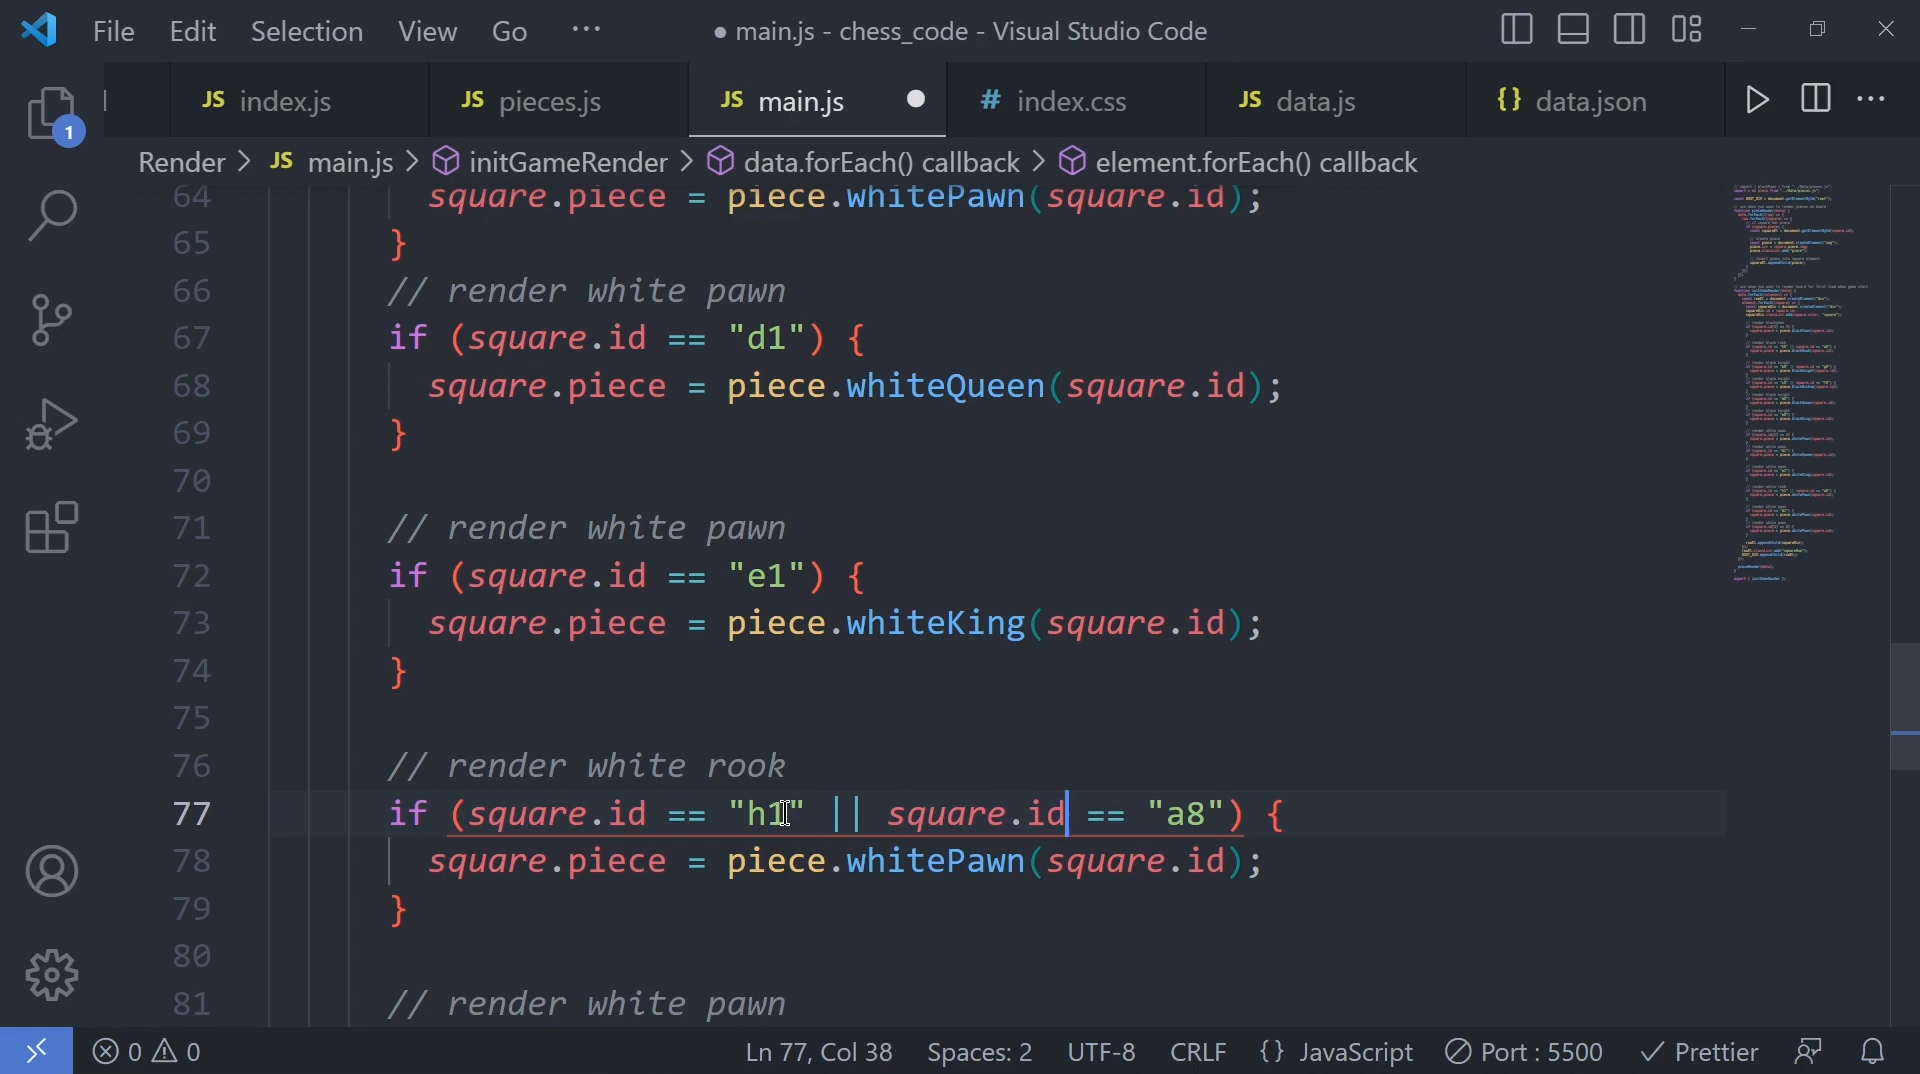 File Edit Selection View Go ··· ● main.js - chess_code - Visual Studio Code
JS index.js JS pieces.js JS main.js # index.css JS data.js {} data.json
Render > JS main.js > initGameRender > data.forEach() callback > element.forEach() callback
1
64 square.piece = piece.whitePawn(square.id);
65 }
66 // render white pawn
67 if (square.id == "d1") {
68 square.piece = piece.whiteQueen(square.id);
69 }
70
71 // render white pawn
72 if (square.id == "e1") {
73 square.piece = piece.whiteKing(square.id);
74 }
75
76 // render white rook
77 if (square.id == "h1" || square.id == "a8") {
78 square.piece = piece.whitePawn(square.id);
79 }
80
81 // render white pawn
0 0 Ln 77, Col 38 Spaces: 2 UTF-8 CRLF {} JavaScript Port : 5500 Prettier